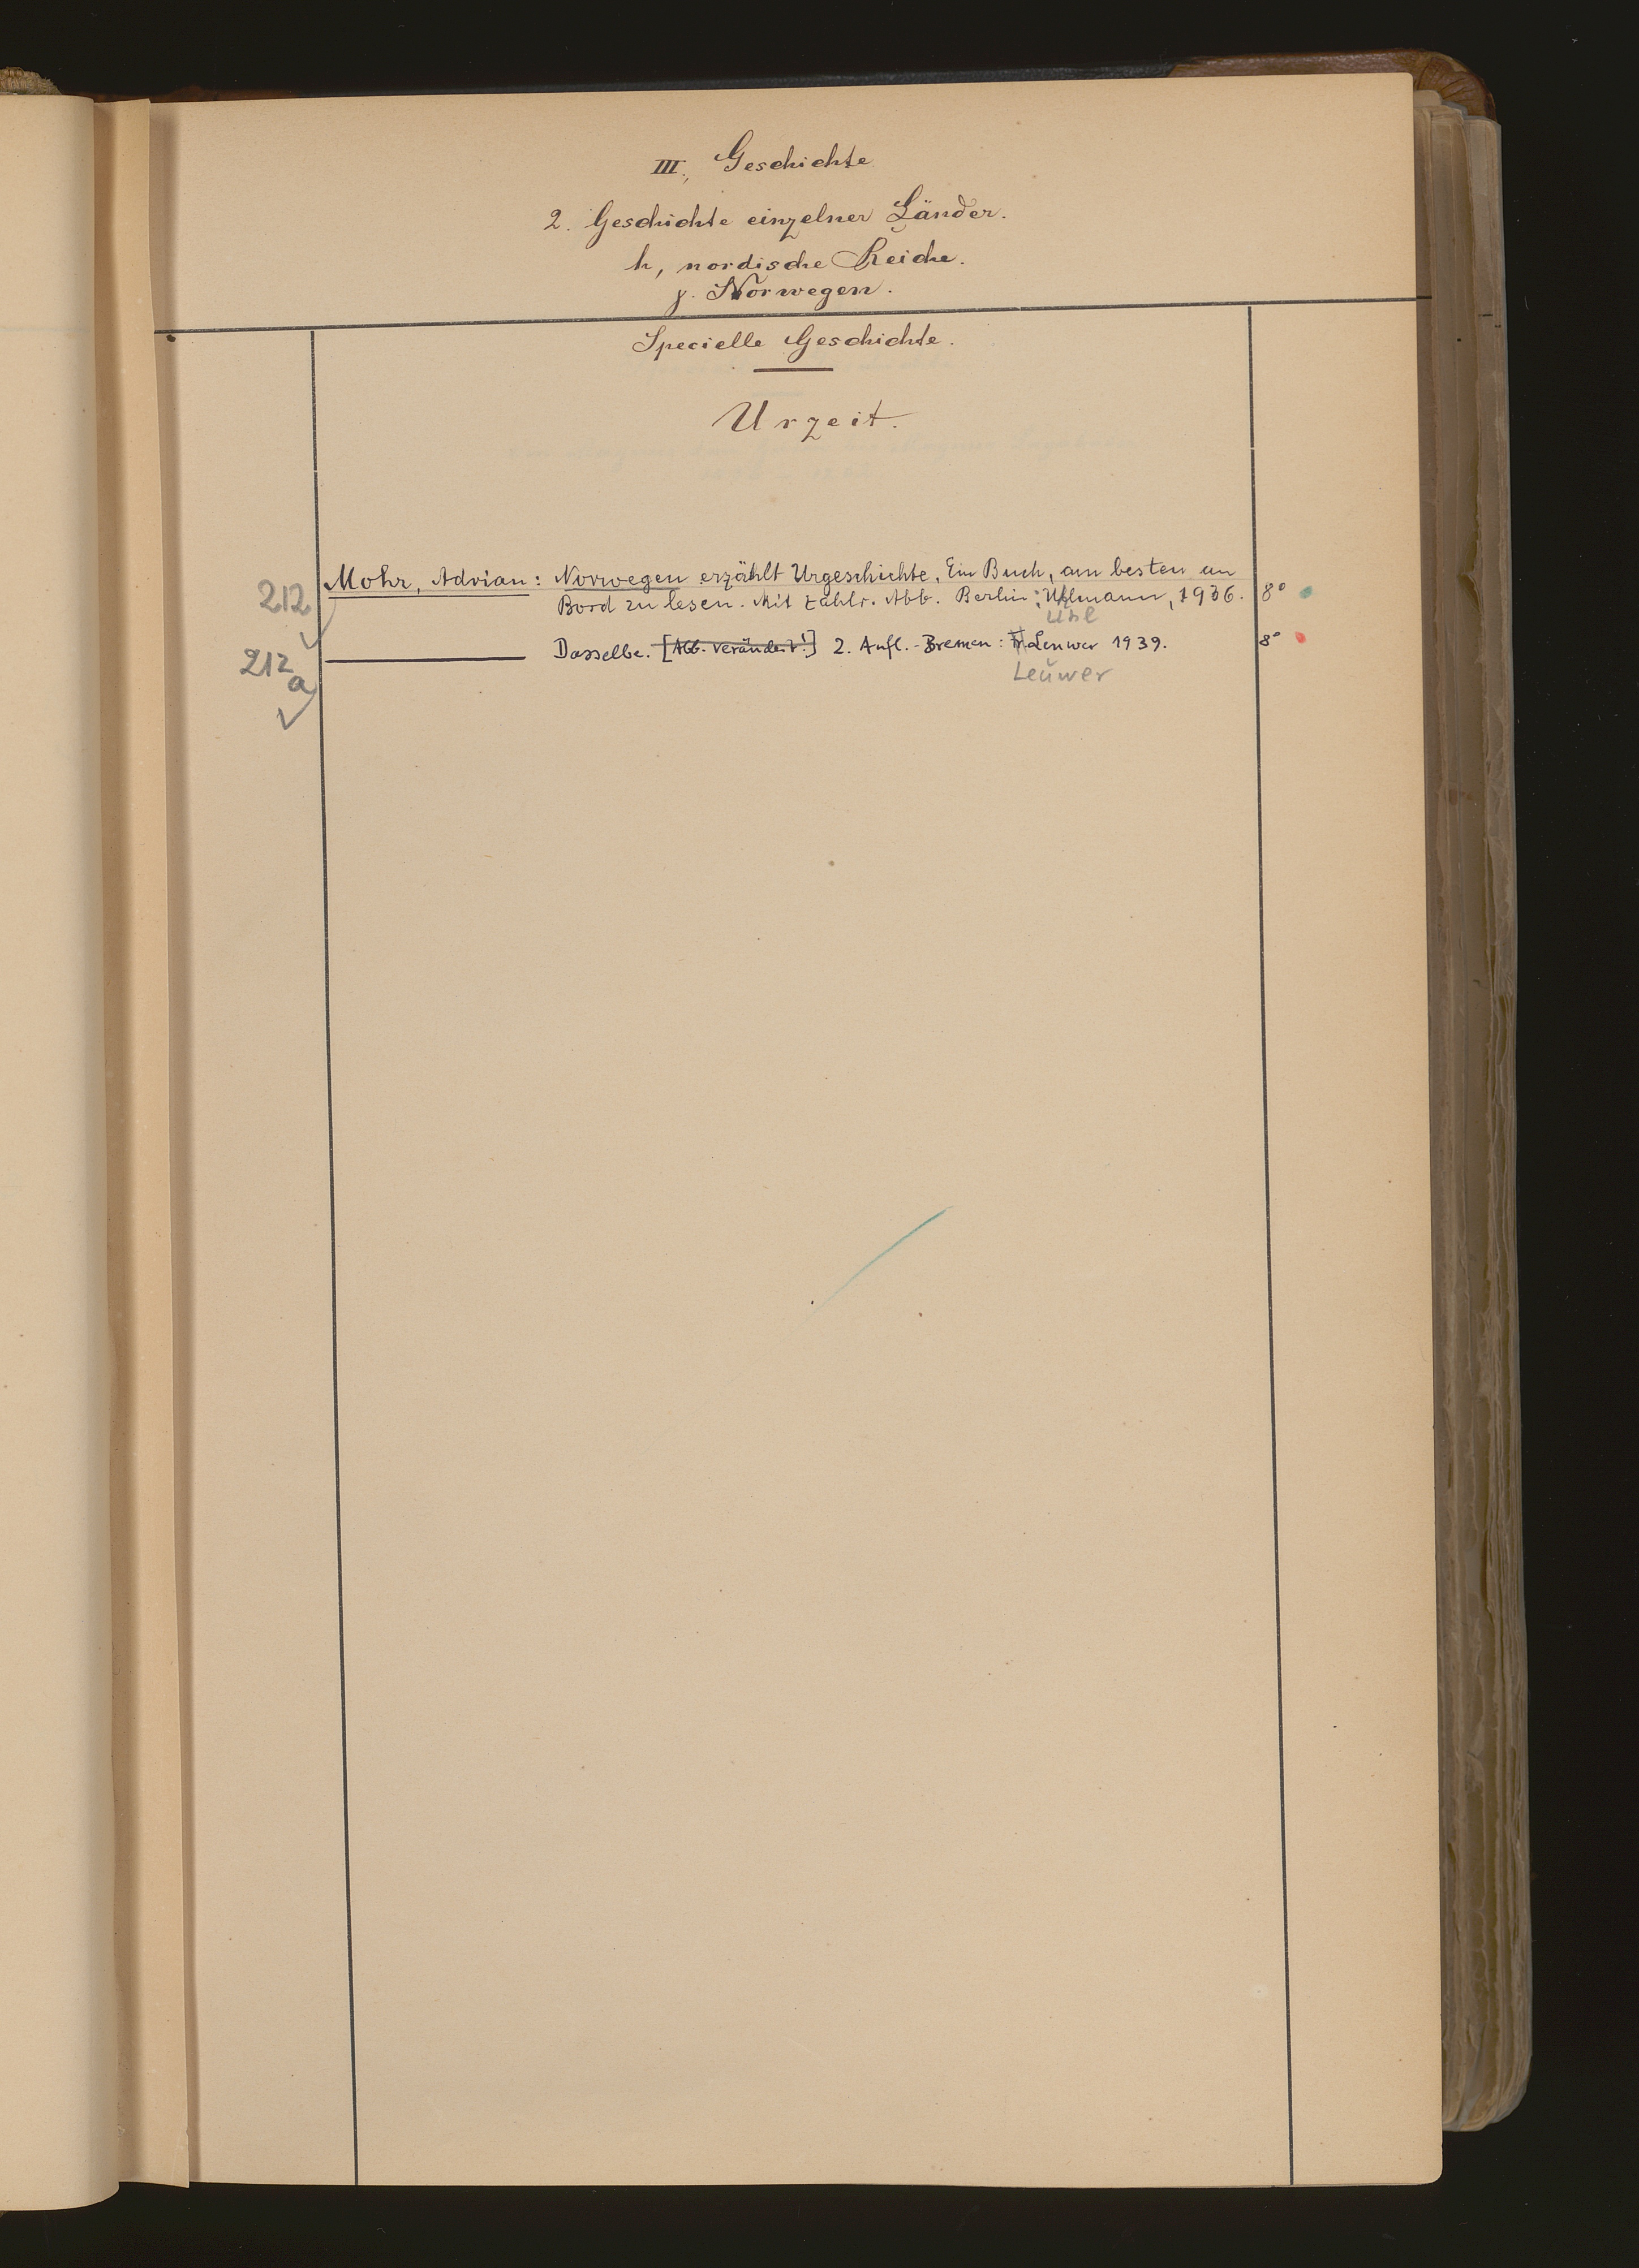 III., Geschichte
2. Geschichte einzelner Länder.
h, nordische Reiche.
γ. Norwegen.
Specielle Geschichte.
Urzeit.
212 Mohr, Adrian: Norwegen erzählt Urgeschichte. Ein Buch, am besten an
Bord zu lesen. Mit zahlr. Abb. Berlin: Uhlmann, 1936. 8°
Uhl
212a Dasselbe. [Abb. verändert!] 2. Aufl. - Bremen: Leuwer 1939. 8°
Leuwer